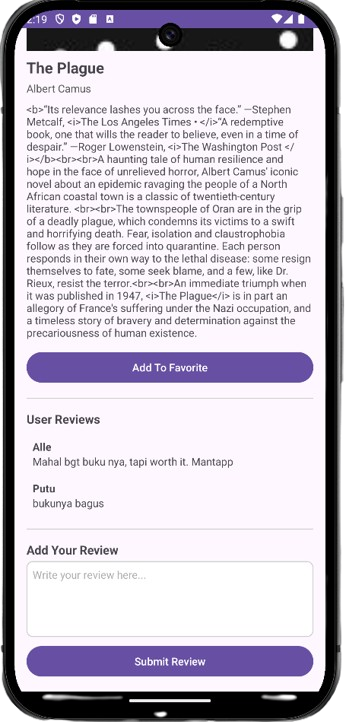 2:19
The Plague
Albert Camus
<b>“Its relevance lashes you across the face.” —Stephen
Metcalf, <i>The Los Angeles Times • </i>“A redemptive
book, one that wills the reader to believe, even in a time of
despair.” —Roger Lowenstein, <i>The Washington Post </
i></b><br><br>A haunting tale of human resilience and
hope in the face of unrelieved horror, Albert Camus' iconic
novel about an epidemic ravaging the people of a North
African coastal town is a classic of twentieth-century
literature. <br><br>The townspeople of Oran are in the grip
of a deadly plague, which condemns its victims to a swift
and horrifying death. Fear, isolation and claustrophobia
follow as they are forced into quarantine. Each person
responds in their own way to the lethal disease: some resign
themselves to fate, some seek blame, and a few, like Dr.
Rieux, resist the terror.<br><br>An immediate triumph when
it was published in 1947, <i>The Plague</i> is in part an
allegory of France's suffering under the Nazi occupation, and
a timeless story of bravery and determination against the
precariousness of human existence.
Add To Favorite
User Reviews
Alle
Mahal bgt buku nya, tapi worth it. Mantapp
Putu
bukunya bagus
Add Your Review
Write your review here...
Submit Review